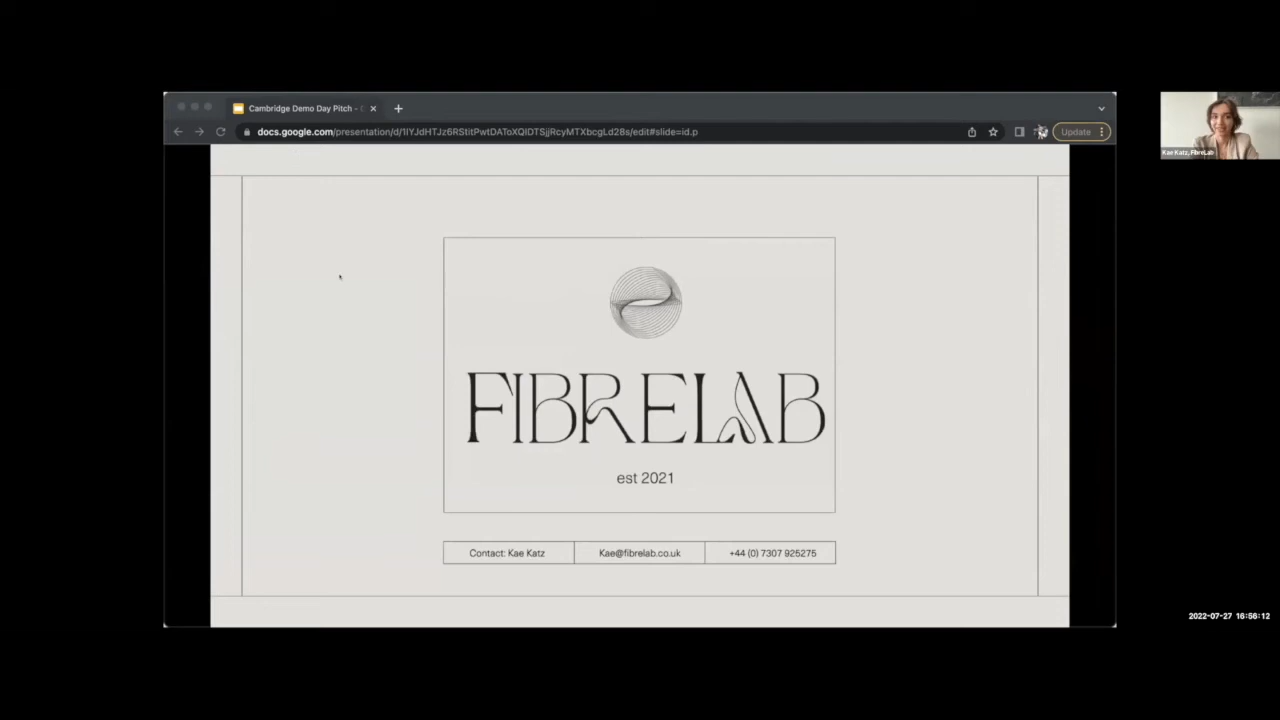 Cambridge Demo Day Pitch -
docs.google.com/presentation/d/1IYJdHTJz6RStitPwtDAToXQIDTSjjRcyMTXbcgLd28s/edit#slide=id.p
Update
Kae Katz, FibreLab
FIBRELAB
est 2021
Contact: Kae Katz
Kae@fibrelab.co.uk
+44 (0) 7307 925275
2022-07-27 16:56:12